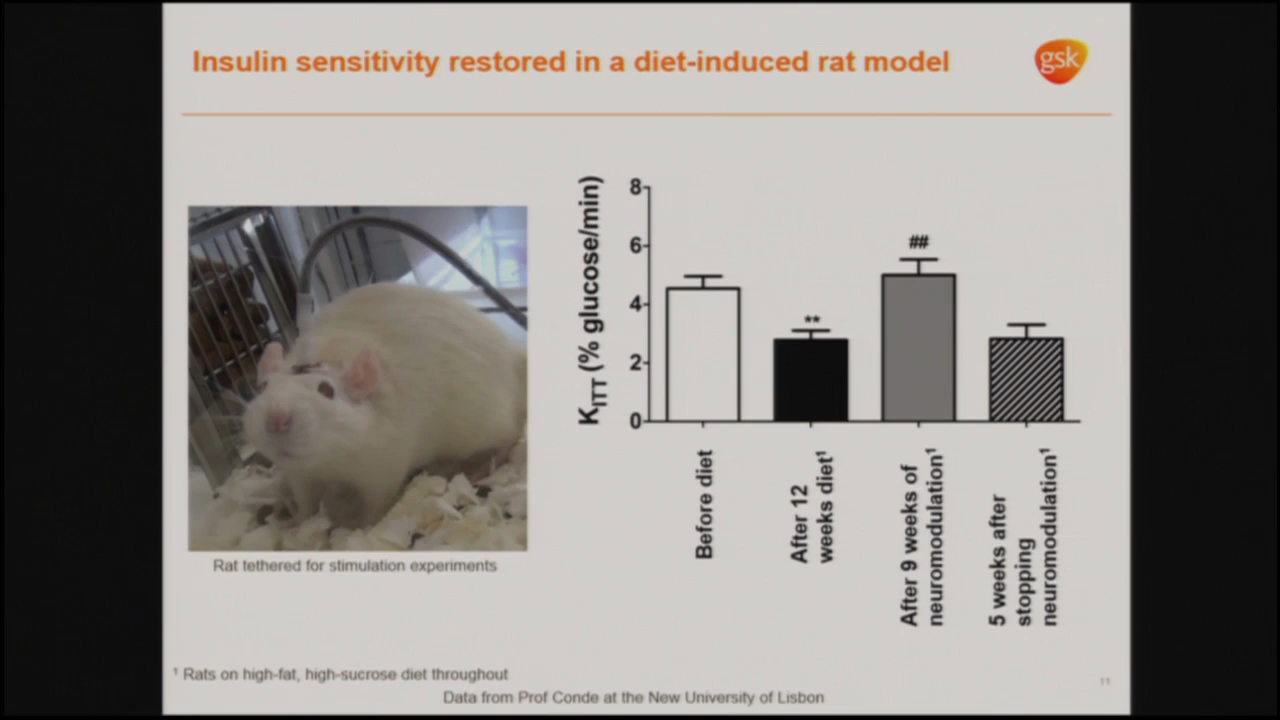 Insulin sensitivity restored in a diet-induced rat model
gsk
K_ITT (% glucose/min)
8
6
4
2
0
**
##
Before diet
After 12
weeks diet¹
After 9 weeks of
neuromodulation¹
5 weeks after
stopping
neuromodulation¹
Rat tethered for stimulation experiments
¹ Rats on high-fat, high-sucrose diet throughout
Data from Prof Conde at the New University of Lisbon
11